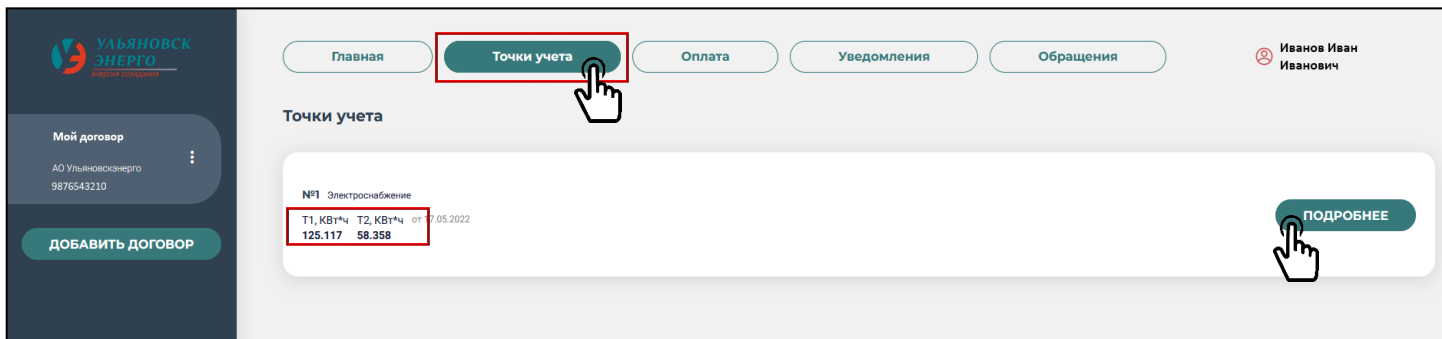 УЛЬЯНОВСК
ЭНЕРГО
энергия созидания
Главная
Точки учета
Оплата
Уведомления
Обращения
Иванов Иван
Иванович
Мой договор
АО Ульяновскэнерго
9876543210
ДОБАВИТЬ ДОГОВОР
Точки учета
№1 Электроснабжение
Т1, КВт*ч Т2, КВт*ч от 17.05.2022
125.117 58.358
ПОДРОБНЕЕ